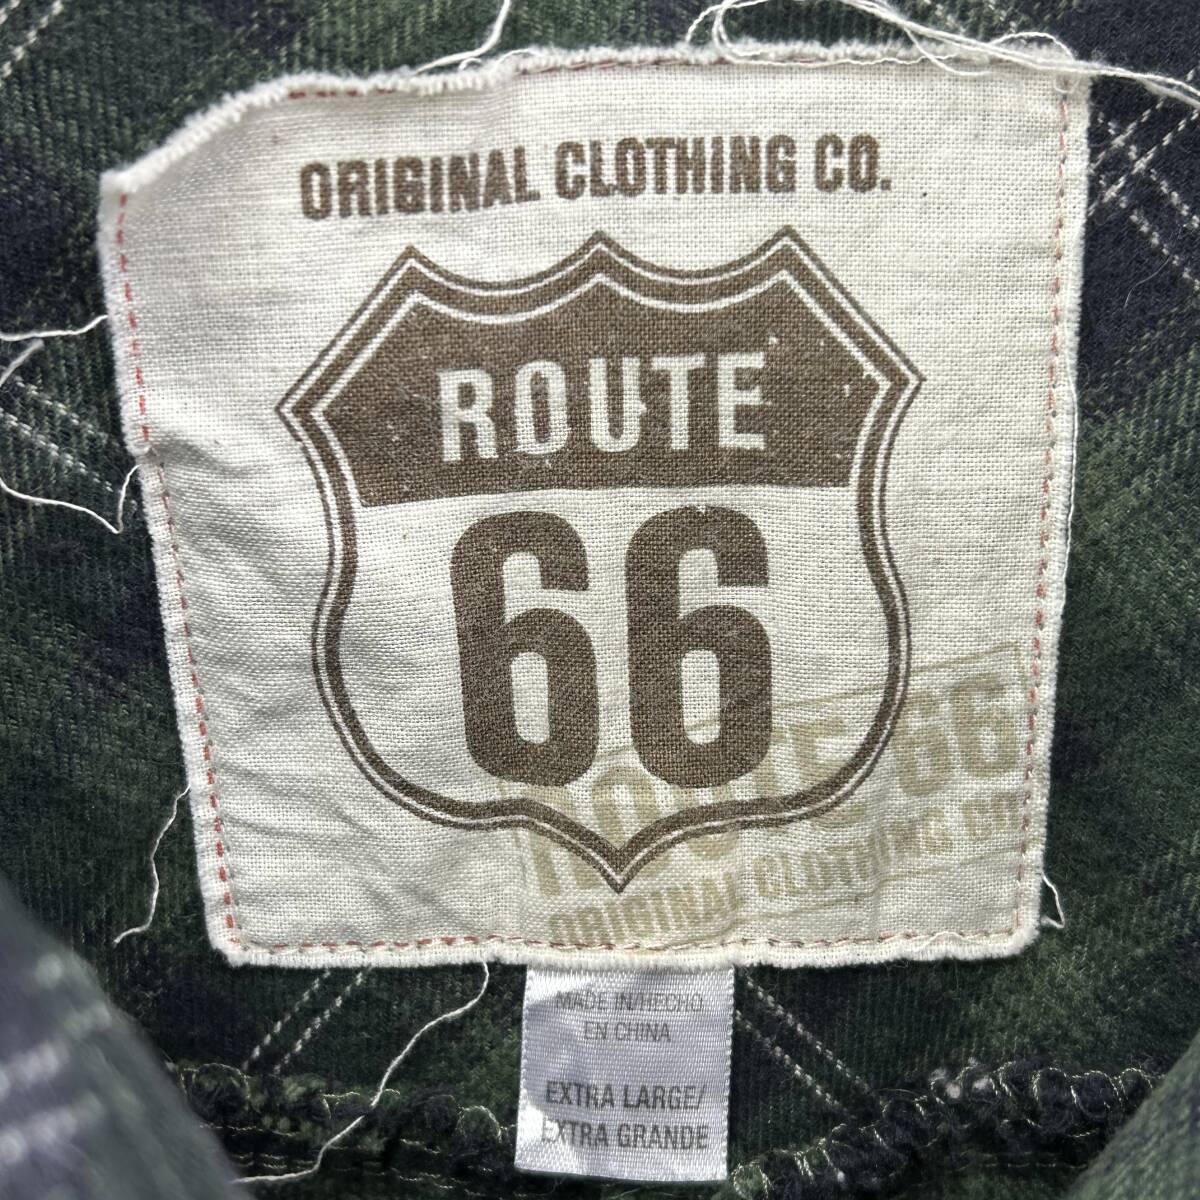 ORIGINAL CLOTHING CO.
ROUTE
66
ROUTE 66
ORIGINAL CLOTHING CO.
MADE IN/HECHO
EN CHINA
EXTRA LARGE/
EXTRA GRANDE